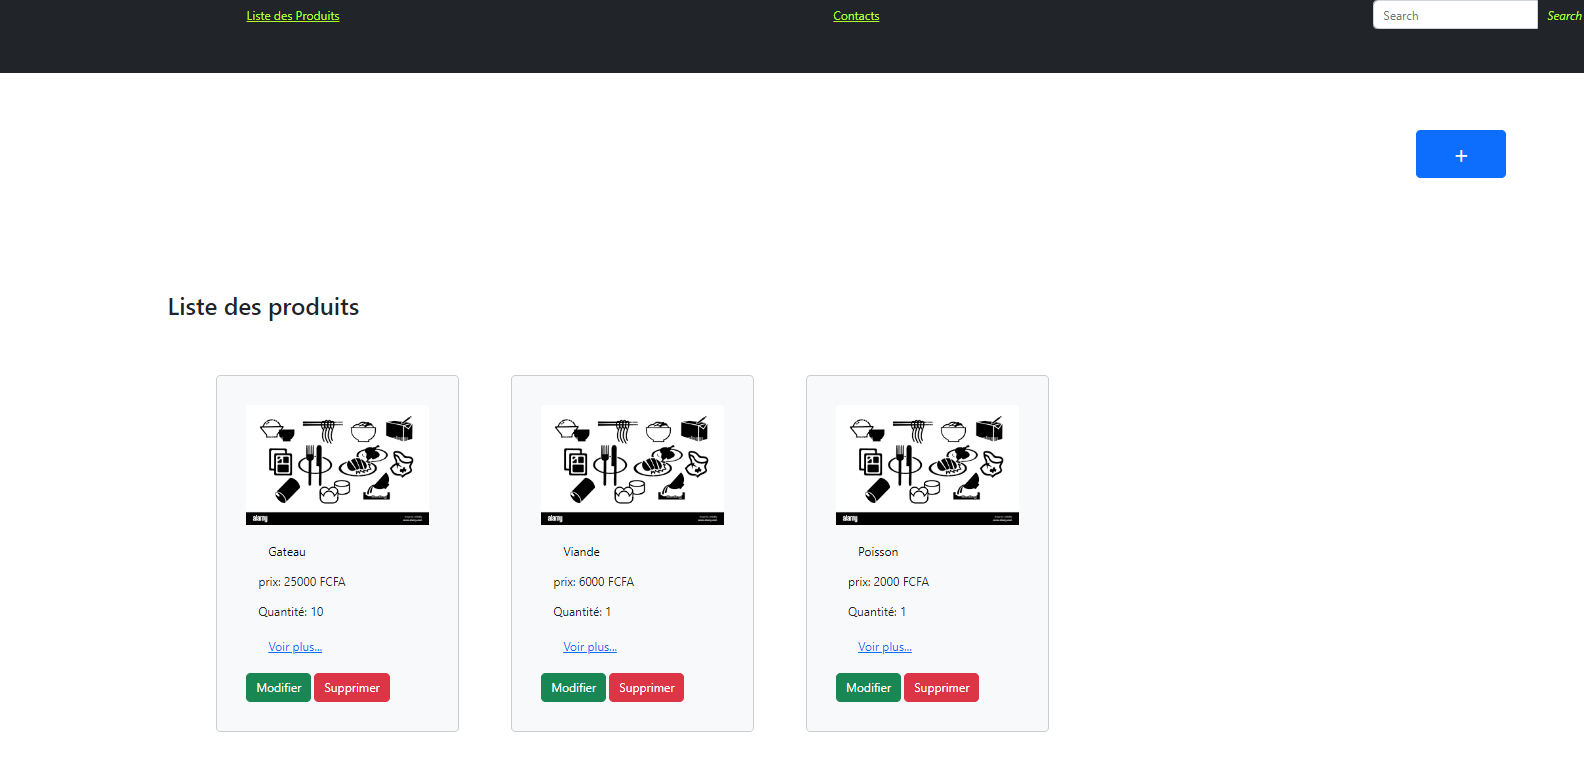 Liste des Produits Contacts Search Search
+
Liste des produits
alamy alamy alamy
Gateau Viande Poisson
prix: 25000 FCFA prix: 6000 FCFA prix: 2000 FCFA
Quantité: 10 Quantité: 1 Quantité: 1
Voir plus... Voir plus... Voir plus...
Modifier Supprimer Modifier Supprimer Modifier Supprimer